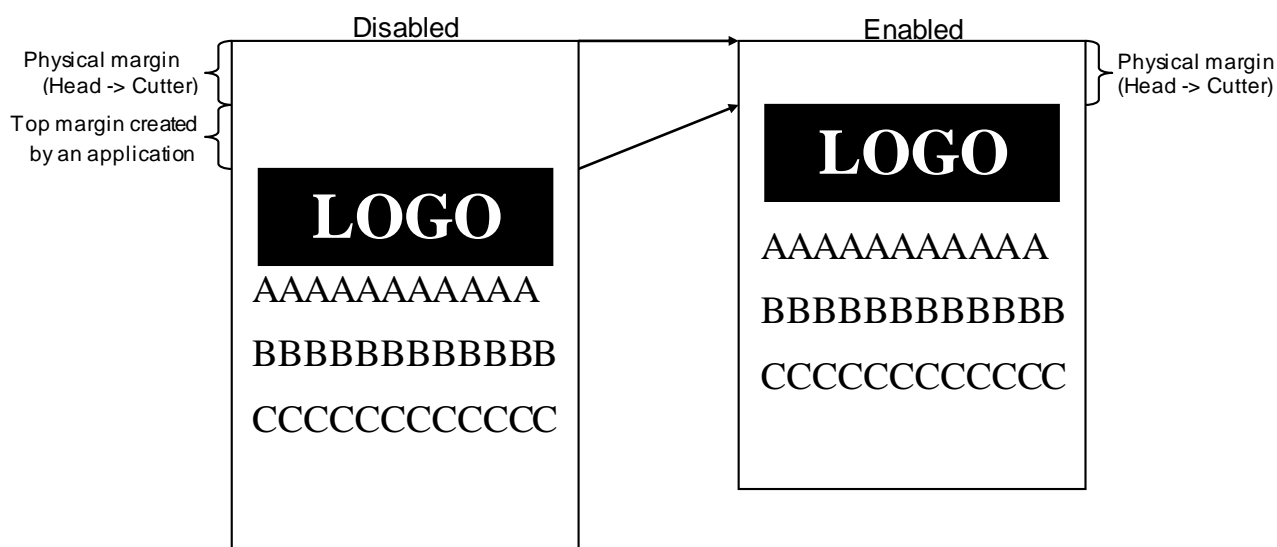 Disabled
Physical margin
(Head -> Cutter)
Top margin created
by an application
LOGO
AAAAAAAAAAA
BBBBBBBBBBBB
CCCCCCCCCCCC
Enabled
Physical margin
(Head -> Cutter)
LOGO
AAAAAAAAAAA
BBBBBBBBBBBB
CCCCCCCCCCCC